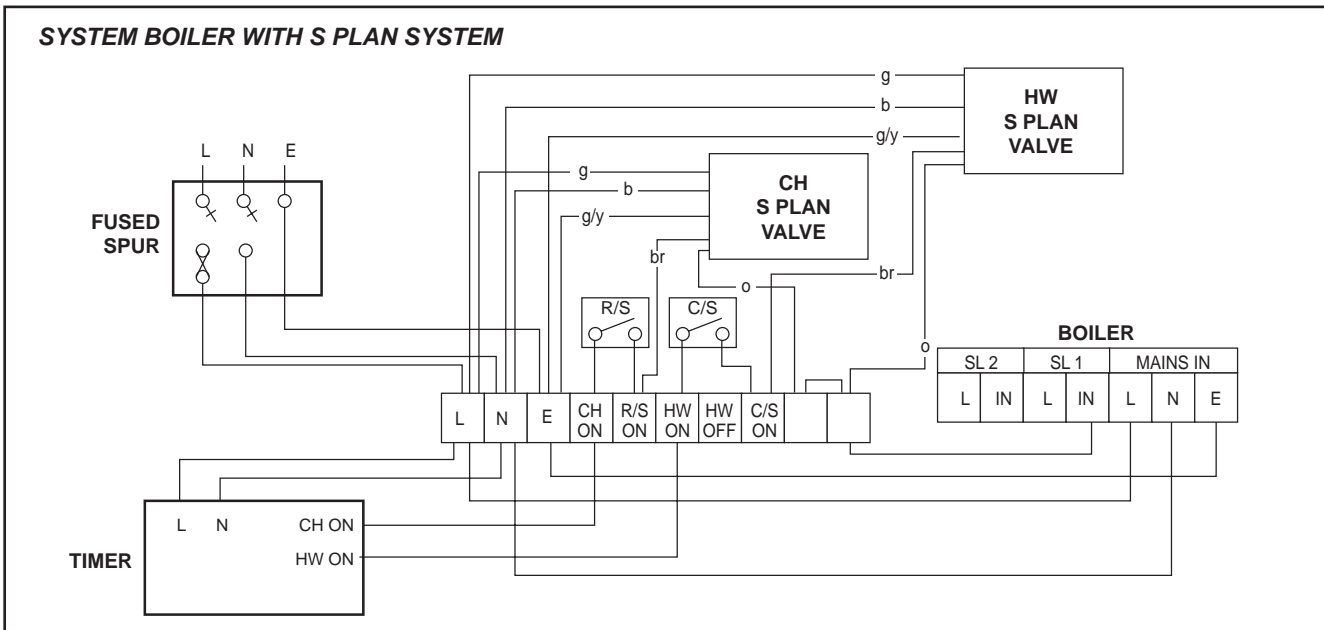 SYSTEM BOILER WITH S PLAN SYSTEM
g
b
g/y
HW
S PLAN
VALVE
br
o
L N E
FUSED
SPUR
g
b
g/y
br
o
CH
S PLAN
VALVE
R/S
C/S
BOILER
SL 2 SL 1 MAINS IN
L IN L IN L N E
L N E CH ON R/S ON HW ON HW OFF C/S ON
TIMER
L N CH ON
HW ON